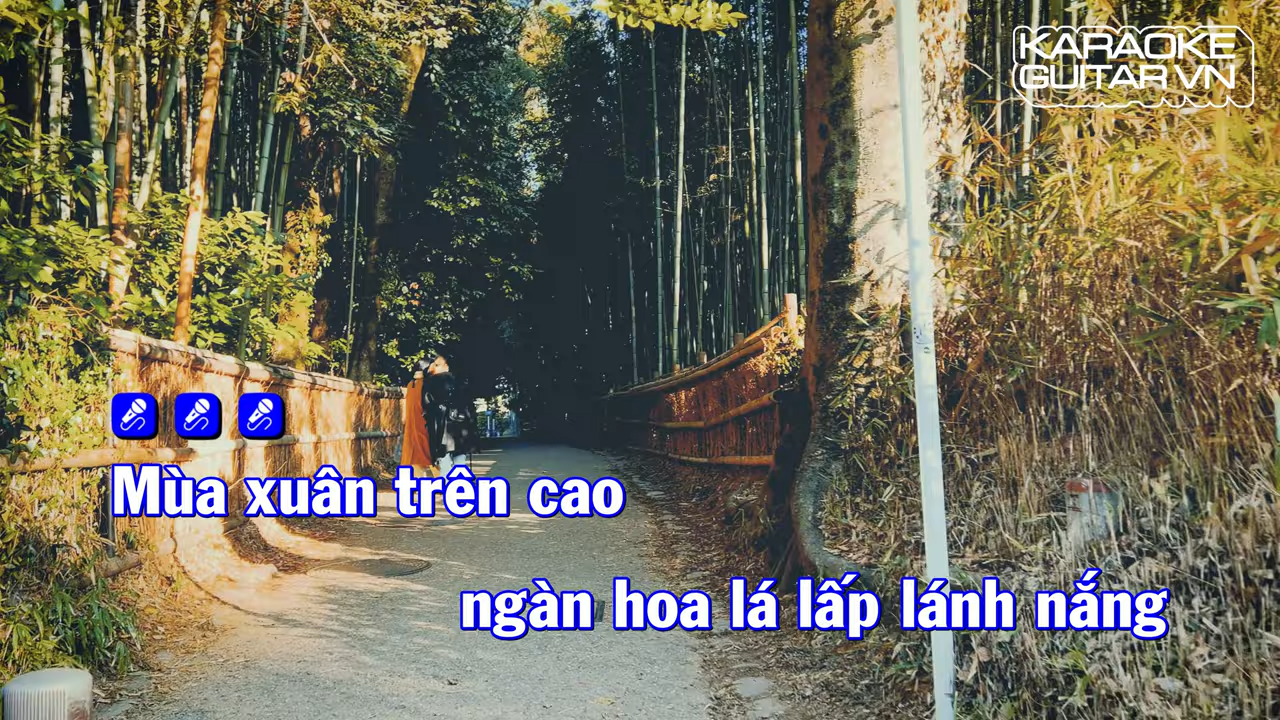 KARAOKE
GUITAR VN
Mùa xuân trên cao
ngàn hoa lá lấp lánh nắng